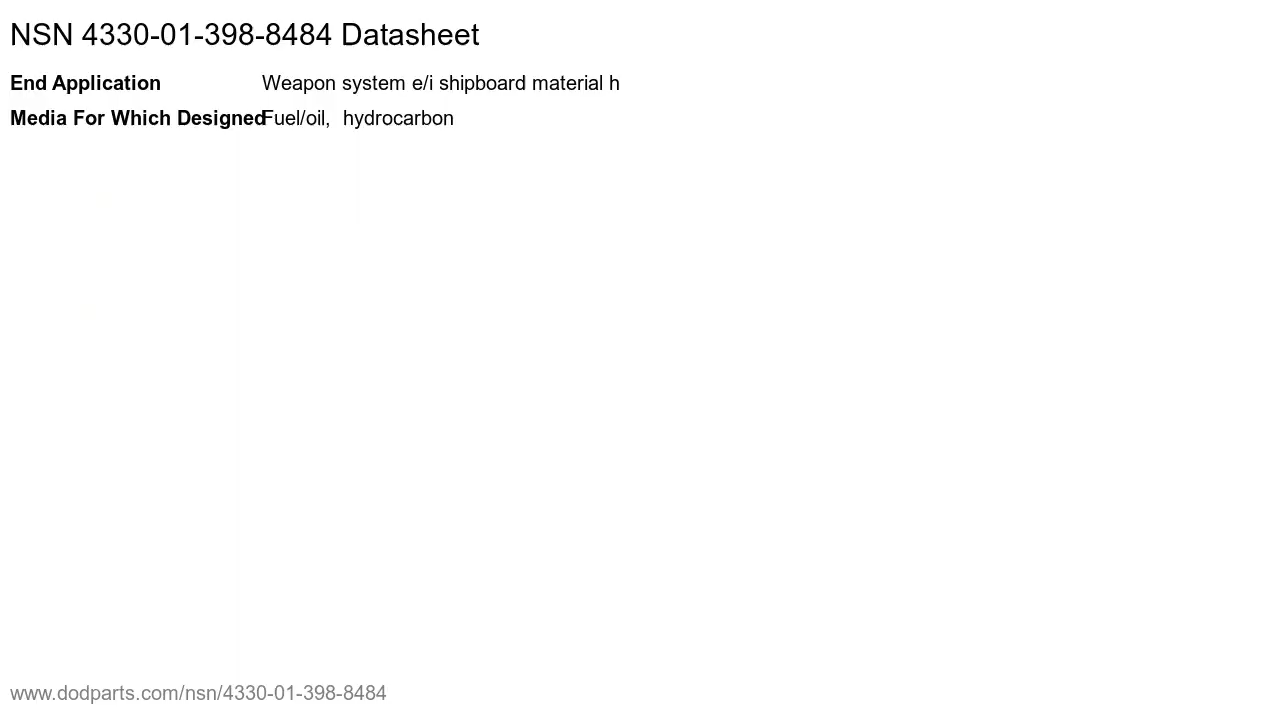 NSN 4330-01-398-8484 Datasheet
End Application Weapon system e/i shipboard material h
Media For Which Designed Fuel/oil,  hydrocarbon
www.dodparts.com/nsn/4330-01-398-8484